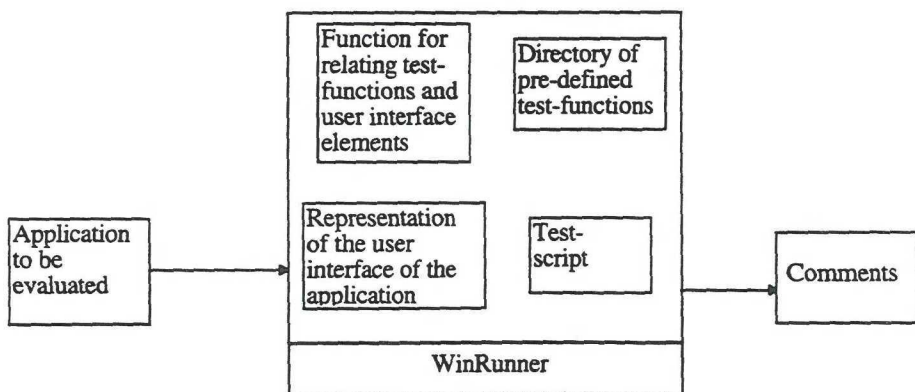 Function for
relating test-
functions and
user interface
elements
Directory of
pre-defined
test-functions
Application
to be
evaluated
Representation
of the user
interface of the
application
Test-
script
Comments
WinRunner